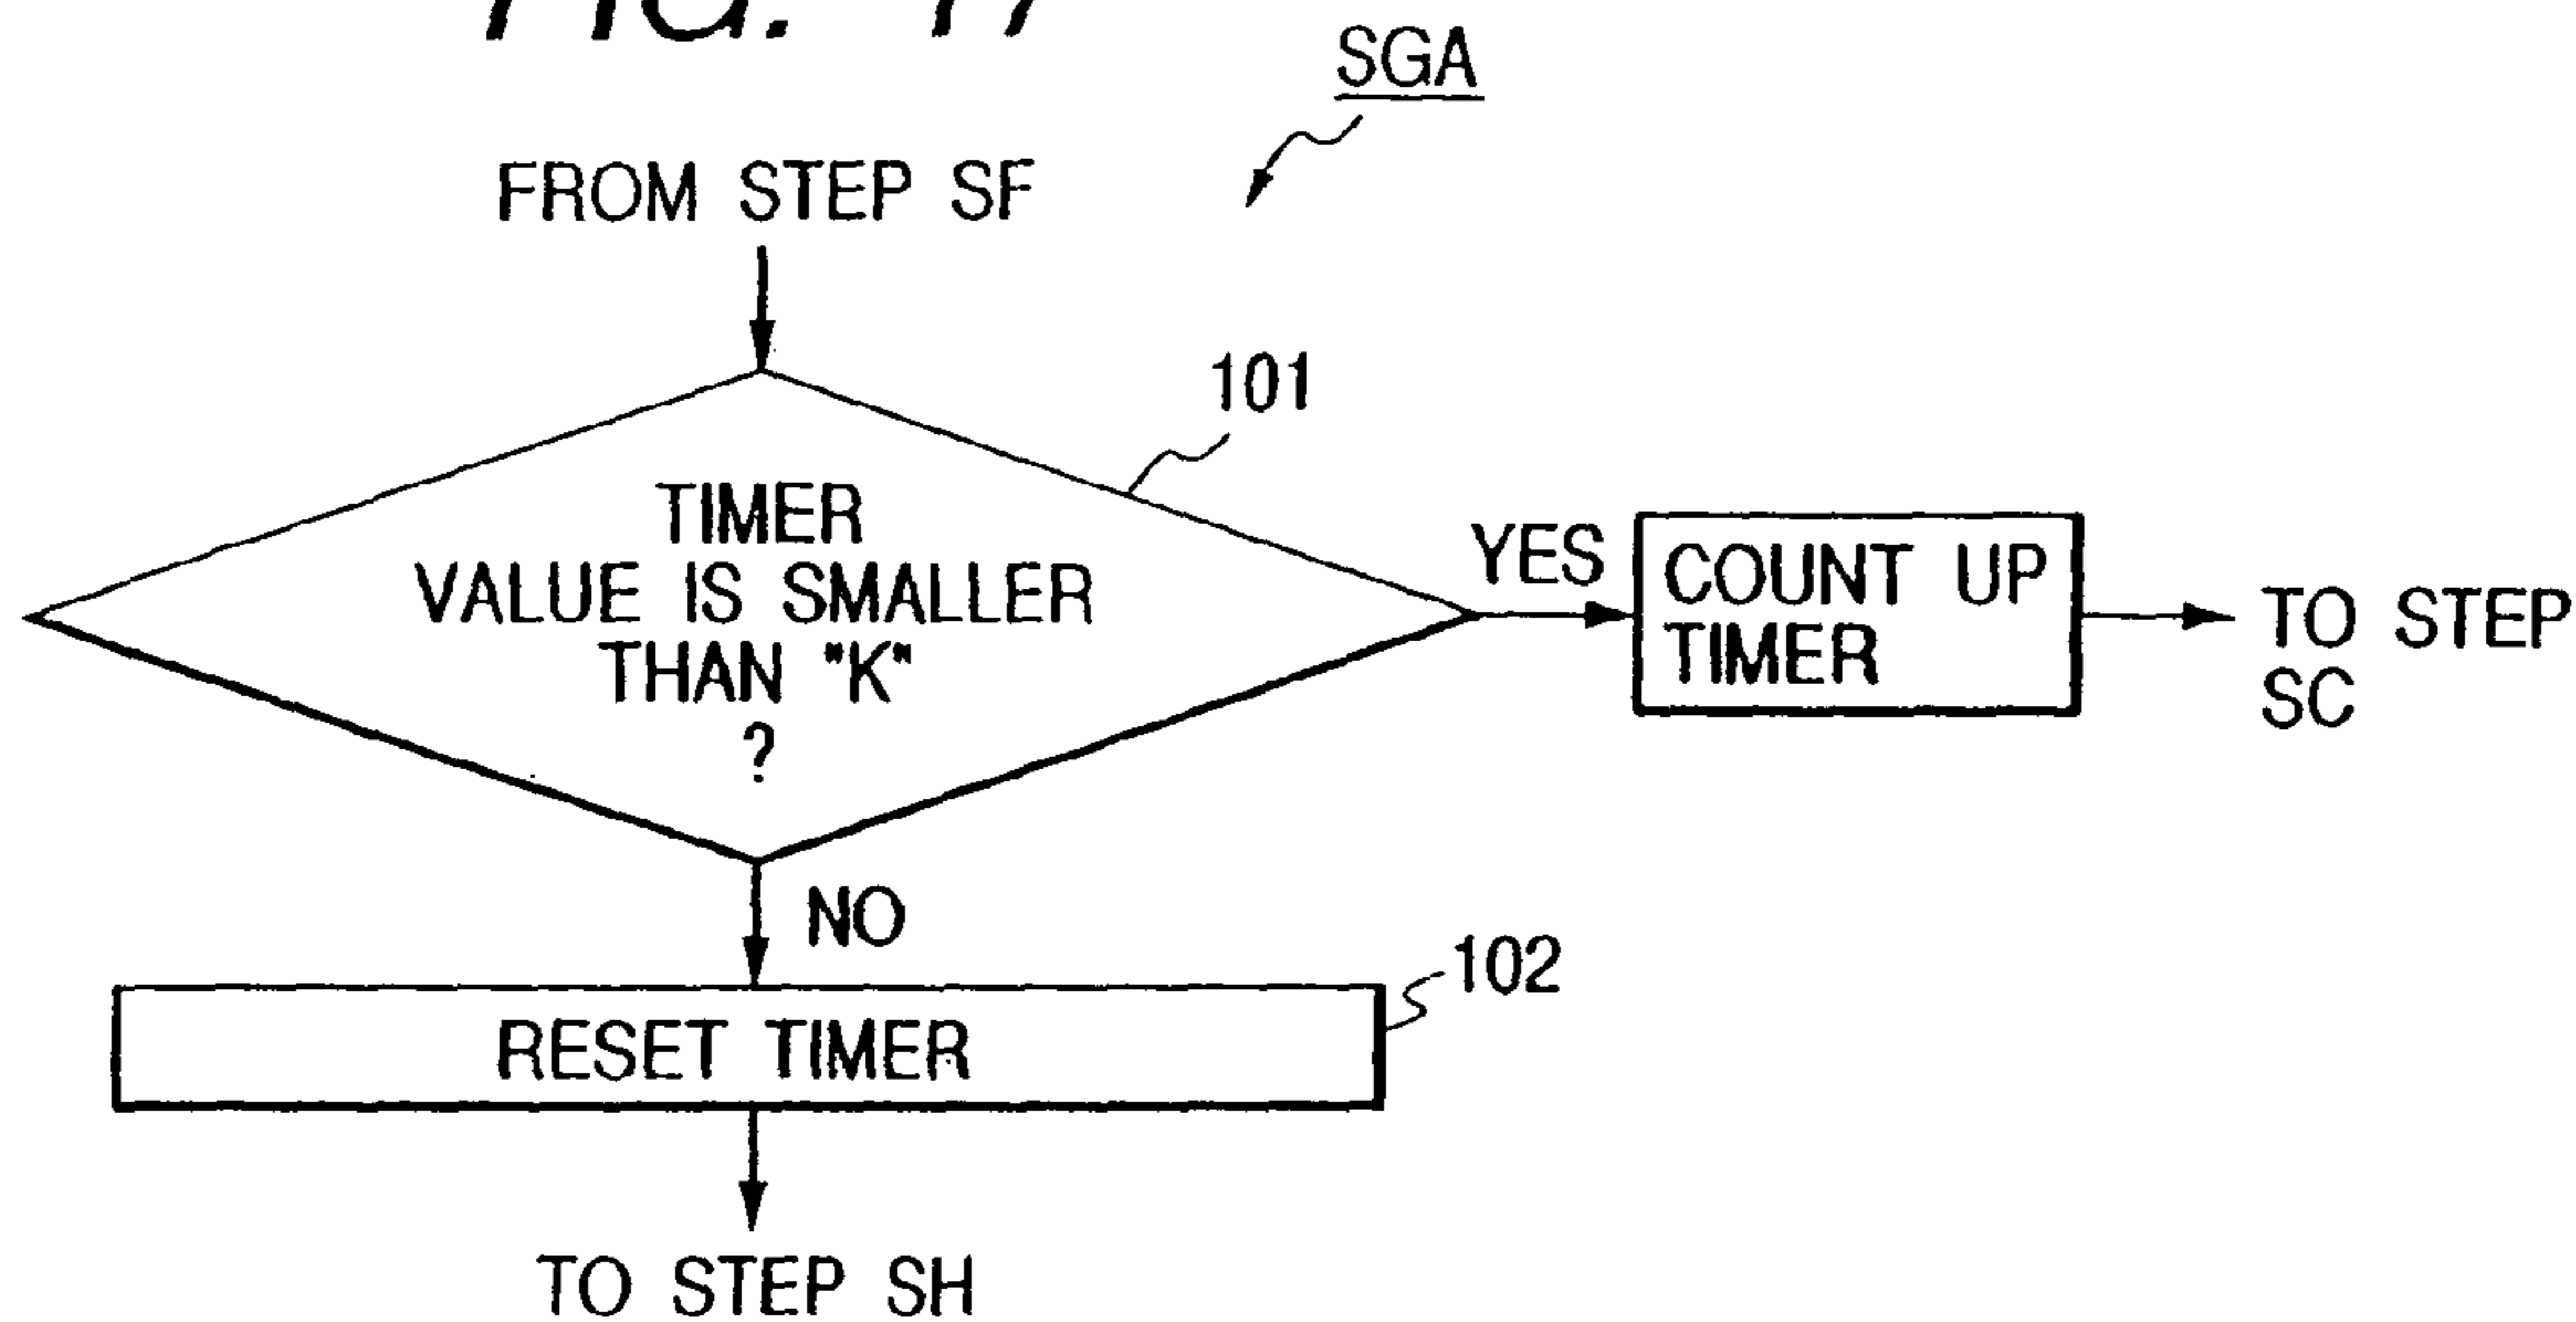 FIG.
SGA
FROM STEP SF
101
TIMER
VALUE IS SMALLER
THAN "K"
?
YES
COUNT UP
TIMER
TO STEP
SC
NO
102
RESET TIMER
TO STEP SH